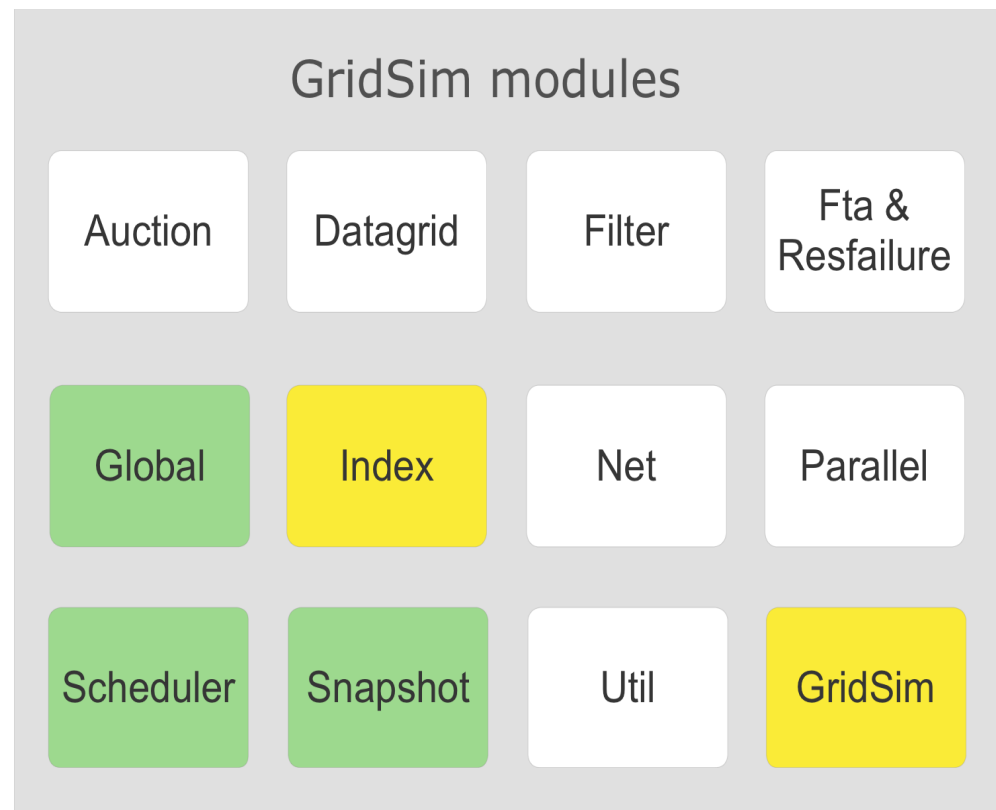 GridSim modules
Auction
Datagrid
Filter
Fta &
Resfailure
Global
Index
Net
Parallel
Scheduler
Snapshot
Util
GridSim